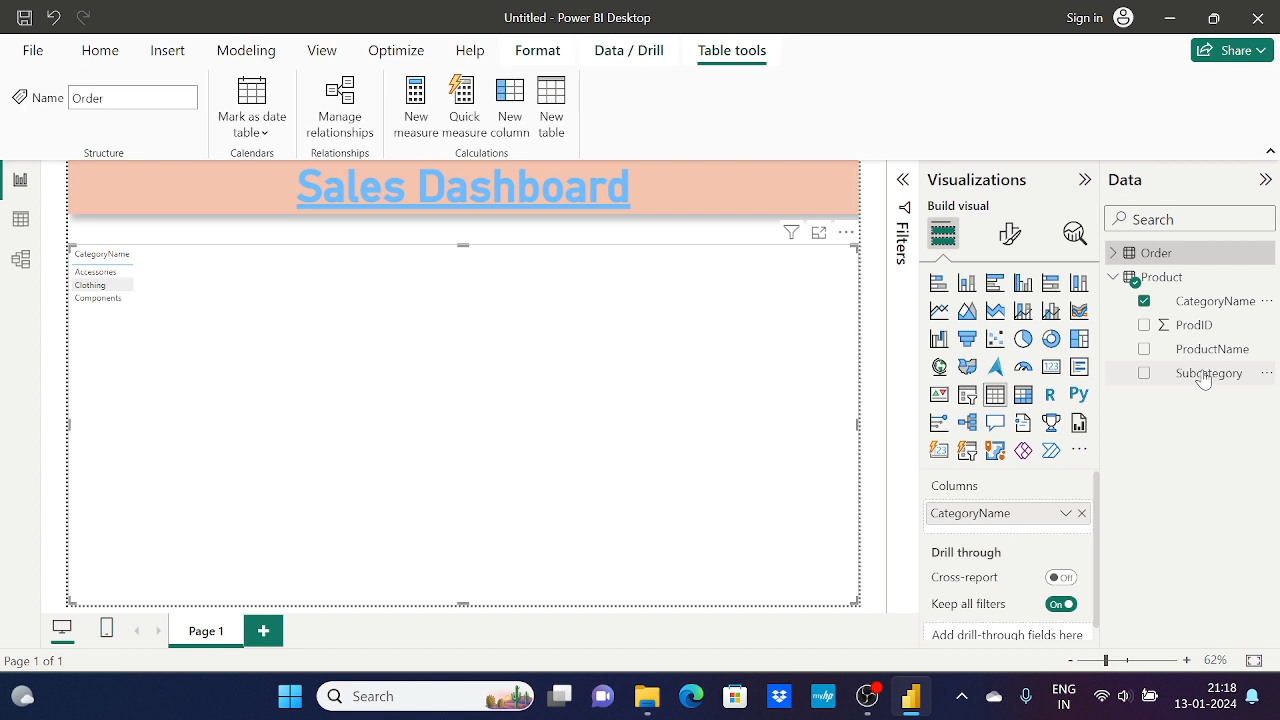 Untitled - Power BI Desktop
Sign in
File Home Insert Modeling View Optimize Help Format Data / Drill Table tools
Share
Name Order
Mark as date table
Manage relationships
New measure
Quick measure
New column
New table
Structure Calendars Relationships Calculations
Sales Dashboard
CategoryName
Accessories
Clothing
Components
Filters
Visualizations
Build visual
123
R
Py
123
Columns
CategoryName
Drill through
Cross-report Off
Keep all filters On
Add drill-through fields here
Data
Search
Order
Product
CategoryName
Σ ProdID
ProductName
Subcategory
Page 1
Page 1 of 1
- + 62%
Search
myhp
ENG
IN
21:18
13-01-2024